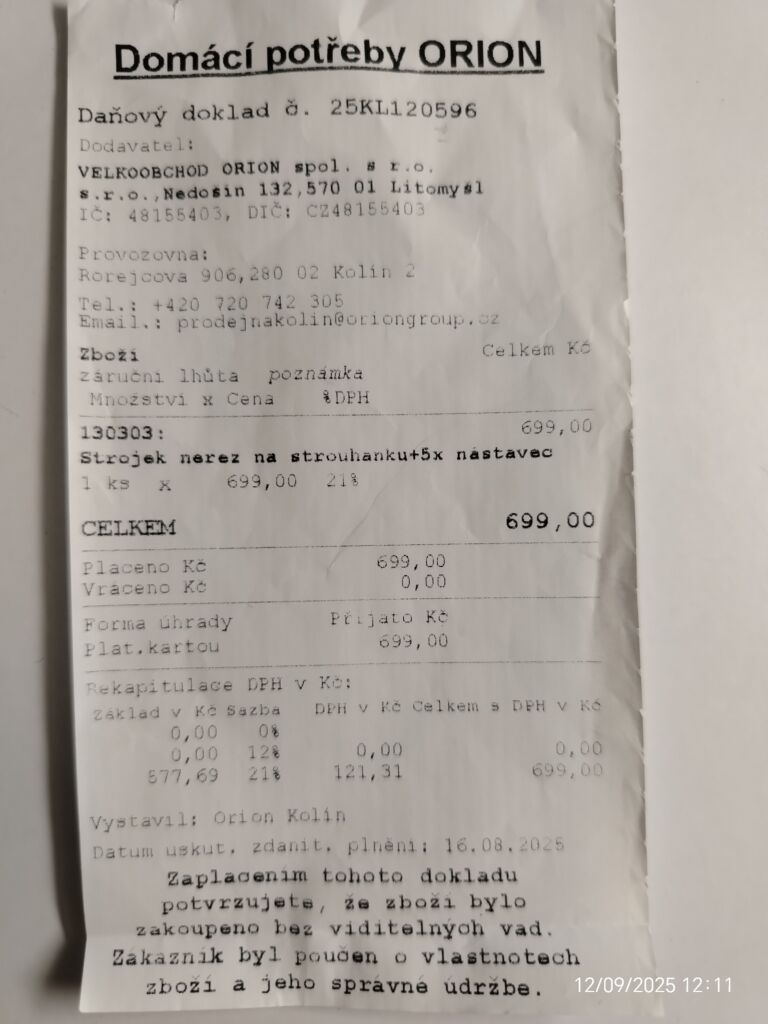 Domácí potřeby ORION
Daňový doklad č. 25KL120596
Dodavatel:
VELKOOBCHOD ORION spol. s r.o.
s.r.o.,Nedošín 132,570 01 Litomyšl
IČ: 48155403, DIČ: CZ48155403
Provozovna:
Rorejcova 906,280 02 Kolín 2
Tel.: +420 720 742 305
Email.: prodejnakolin@oriongroup.cz
Zboží Celkem Kč
záruční lhůta poznámka
Množství x Cena %DPH
130303: 699,00
Strojek nerez na strouhanku+5x nástavec
1 ks x 699,00 21%
CELKEM 699,00
Placeno Kč 699,00
Vráceno Kč 0,00
Forma úhrady Přijato Kč
Plat.kartou 699,00
Rekapitulace DPH v Kč:
Základ v Kč Sazba DPH v Kč Celkem s DPH v Kč
0,00 0%
0,00 12% 0,00 0,00
577,69 21% 121,31 699,00
Vystavil: Orion Kolín
Datum uskut. zdanit. plnění: 16.08.2025
Zaplacením tohoto dokladu
potvrzujete, že zboží bylo
zakoupeno bez viditelných vad.
Zákazník byl poučen o vlastnotech
zboží a jeho správné údržbe.
12/09/2025 12:11